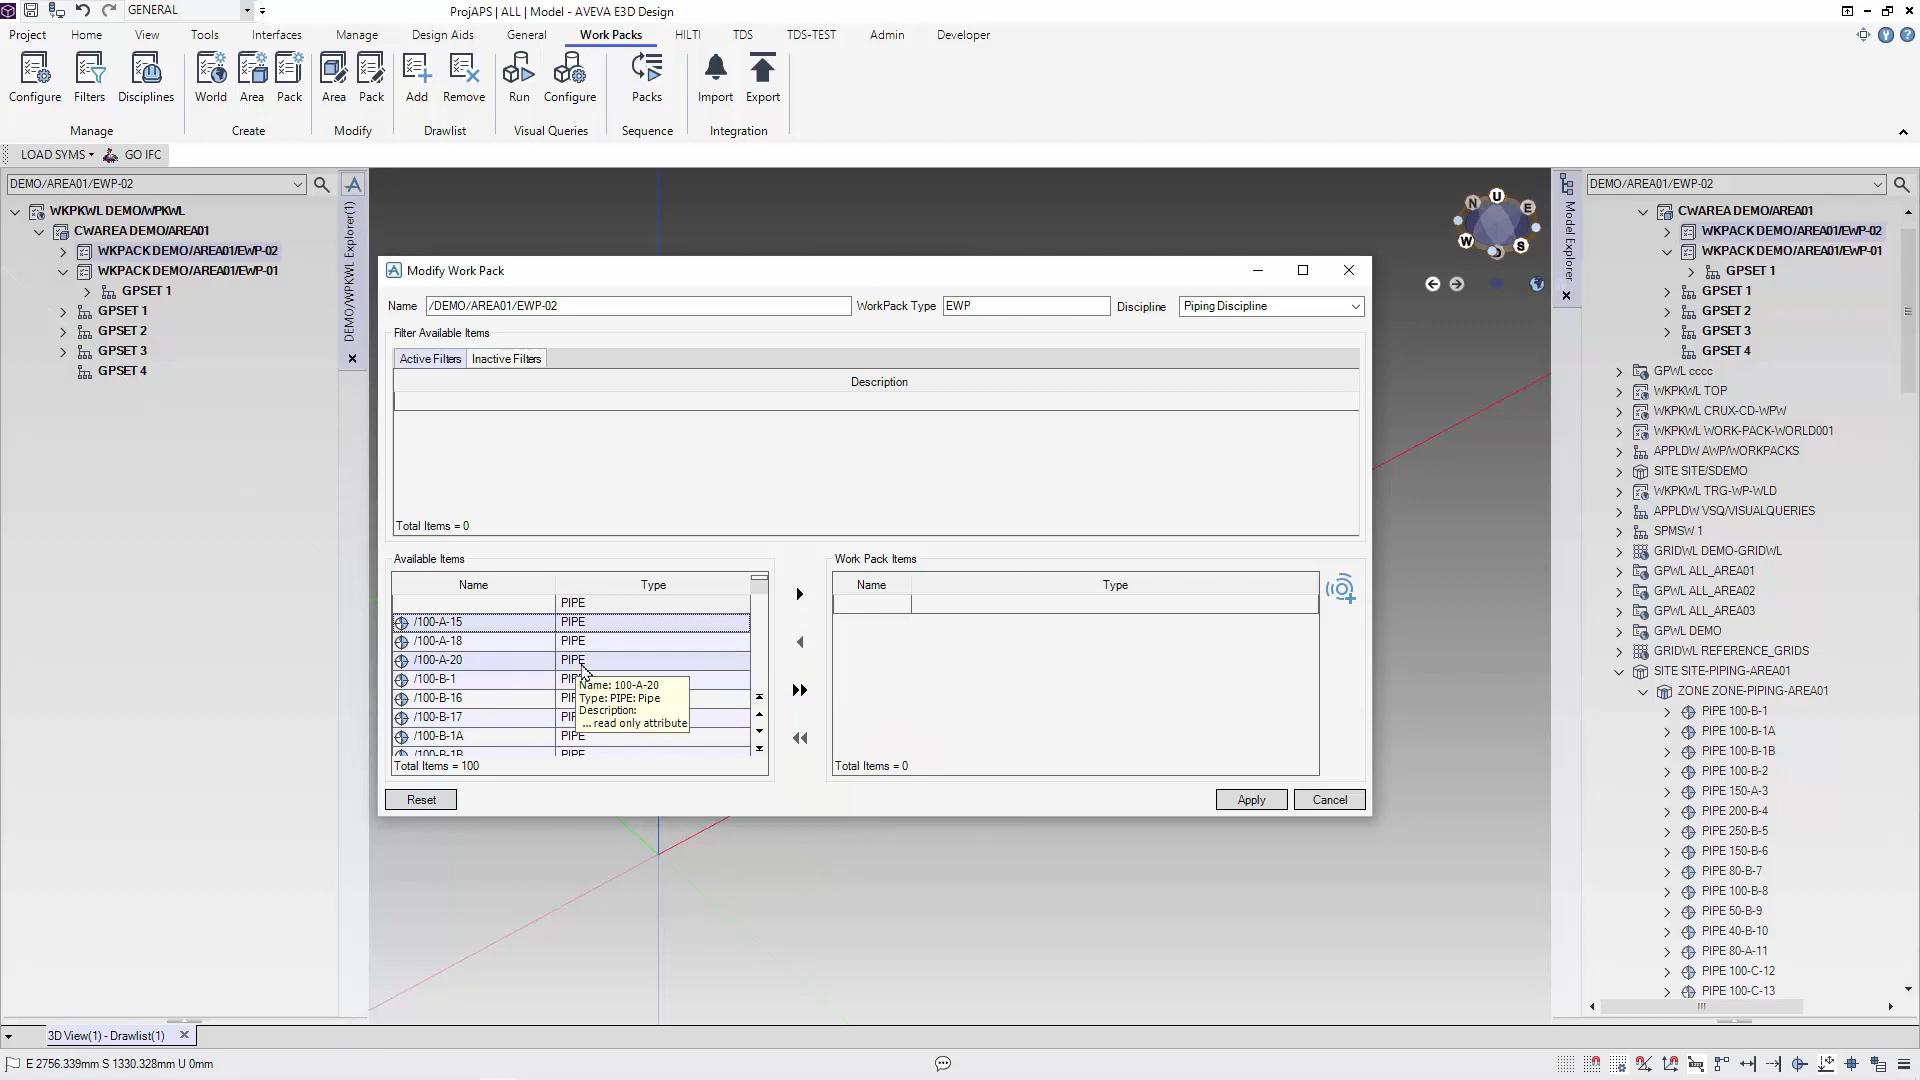 GENERAL
ProjAPS | ALL | Model - AVEVA E3D Design
Project Home View Tools Interfaces Manage Design Aids General Work Packs HILTI TDS TDS-TEST Admin Developer
Configure Filters Disciplines World Area Pack Area Pack Add Remove Run Configure Packs Import Export
Manage Create Modify Drawlist Visual Queries Sequence Integration
LOAD SYMS GO IFC
DEMO/AREA01/EWP-02
WKPKWL DEMO/WPKWL
CWAREA DEMO/AREA01
WKPACK DEMO/AREA01/EWP-02
WKPACK DEMO/AREA01/EWP-01
GPSET 1
GPSET 1
GPSET 2
GPSET 3
GPSET 4
DEMO/WPKWL Explorer(1)
N U E
W S
Modify Work Pack
Name /DEMO/AREA01/EWP-02 WorkPack Type EWP Discipline Piping Discipline
Filter Available Items
Active Filters Inactive Filters
Description
Total Items = 0
Available Items
Name Type
PIPE
/100-A-15 PIPE
/100-A-18 PIPE
/100-A-20 PIPE
/100-B-1
/100-B-16
/100-B-17
/100-B-1A PIPE
/100-B-1B PIPE
Total Items = 100
Name: 100-A-20
Type: PIPE: Pipe
Description:
... read only attribute
Work Pack Items
Name Type
Total Items = 0
Reset Apply Cancel
Model Explorer
DEMO/AREA01/EWP-02
CWAREA DEMO/AREA01
WKPACK DEMO/AREA01/EWP-02
WKPACK DEMO/AREA01/EWP-01
GPSET 1
GPSET 1
GPSET 2
GPSET 3
GPSET 4
GPWL cccc
WKPKWL TOP
WKPKWL CRUX-CD-WPW
WKPKWL WORK-PACK-WORLD001
APPLDW AWP/WORKPACKS
SITE SITE/SDEMO
WKPKWL TRG-WP-WLD
APPLDW VSQ/VISUALQUERIES
SPMSW 1
GRIDWL DEMO-GRIDWL
GPWL ALL_AREA01
GPWL ALL_AREA02
GPWL ALL_AREA03
GPWL DEMO
GRIDWL REFERENCE_GRIDS
SITE SITE-PIPING-AREA01
ZONE ZONE-PIPING-AREA01
PIPE 100-B-1
PIPE 100-B-1A
PIPE 100-B-1B
PIPE 100-B-2
PIPE 150-A-3
PIPE 200-B-4
PIPE 250-B-5
PIPE 150-B-6
PIPE 80-B-7
PIPE 100-B-8
PIPE 50-B-9
PIPE 40-B-10
PIPE 80-A-11
PIPE 100-C-12
PIPE 100-C-13
3D View(1) - Drawlist(1)
E 2756.339mm S 1330.328mm U 0mm